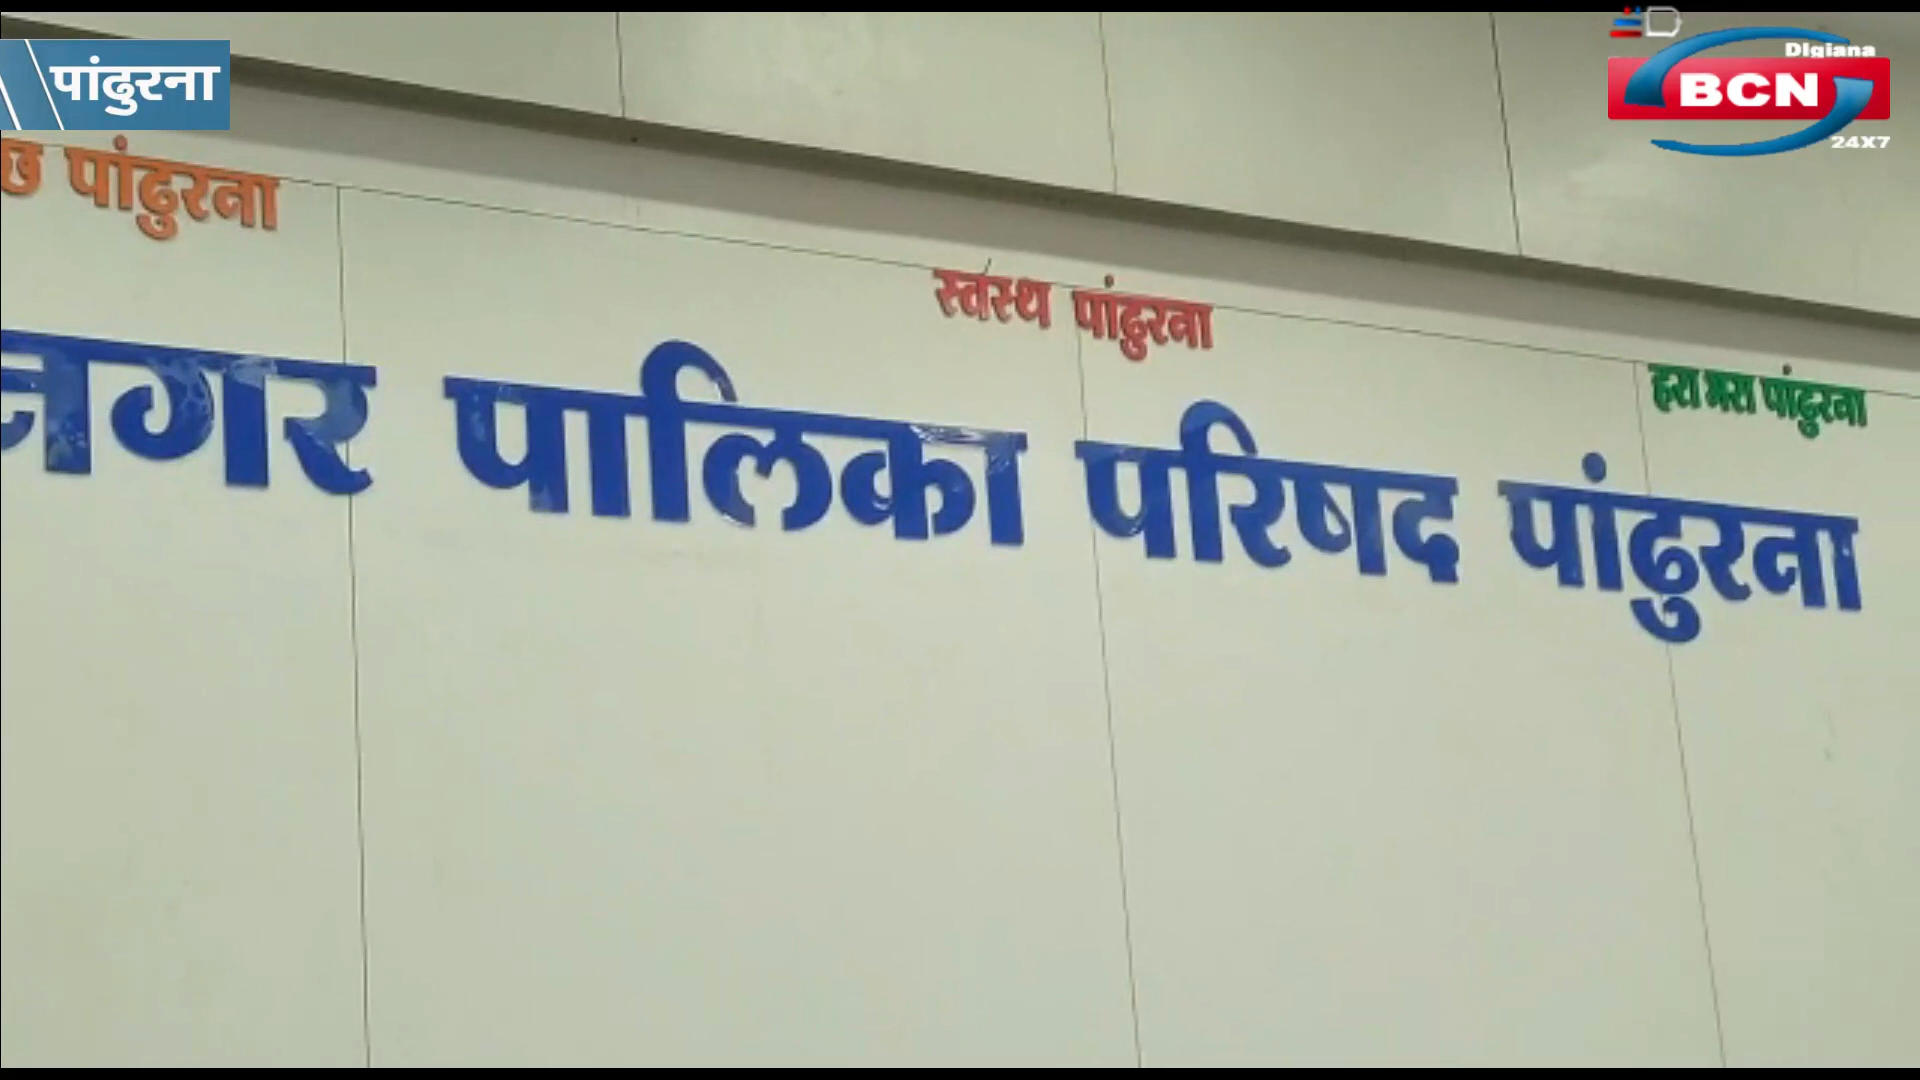 पांढुरना
Digiana
BCN
24X7
पांढुरना
स्वस्थ पांढुरना
हरा भरा पांढुरना
नगर पालिका परिषद पांढुरना